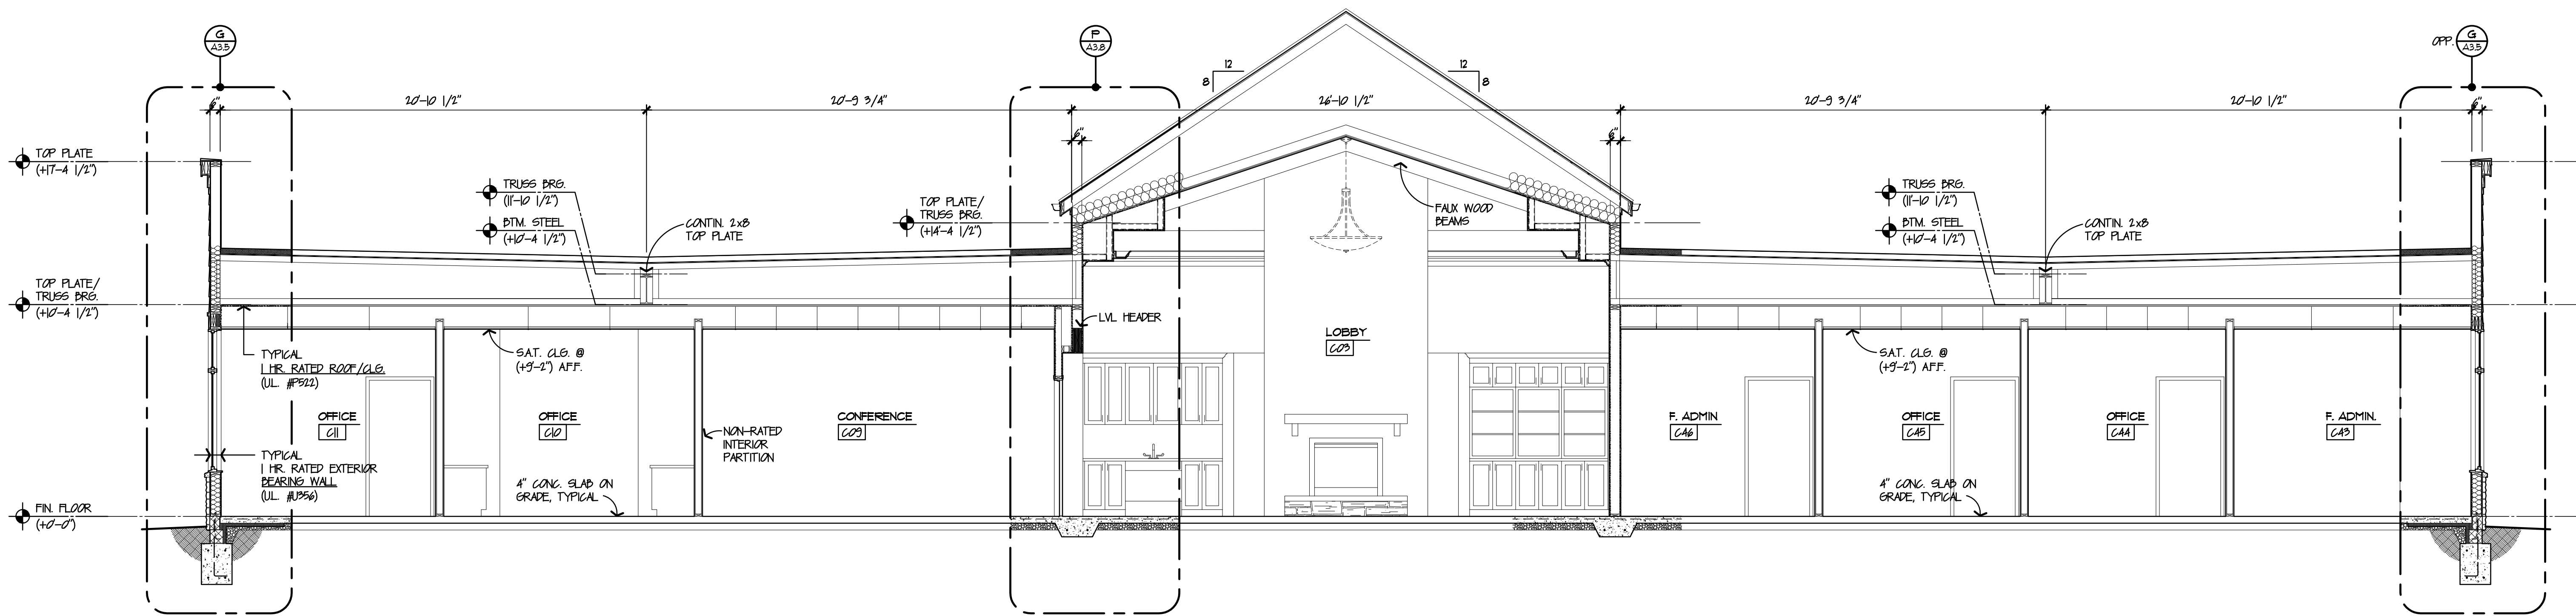 G
A3.5
P
A3.8
OPP.
G
A3.5
12
8
12
8
6"
20'-10 1/2"
20'-9 3/4"
26'-10 1/2"
20'-9 3/4"
20'-10 1/2"
6"
6"
6"
TOP PLATE
(+17'-4 1/2")
TRUSS BRG.
(11'-10 1/2")
BTM. STEEL
(+10'-4 1/2")
CONTIN. 2x8
TOP PLATE
TOP PLATE/
TRUSS BRG.
(+14'-4 1/2")
FAUX WOOD
BEAMS
TRUSS BRG.
(11'-10 1/2")
BTM. STEEL
(+10'-4 1/2")
CONTIN. 2x8
TOP PLATE
TOP PLATE/
TRUSS BRG.
(+10'-4 1/2")
LVL HEADER
LOBBY
C03
TYPICAL
1 HR. RATED ROOF/CLG.
(UL. #P522)
S.A.T. CLG. @
(+9'-2") A.F.F.
S.A.T. CLG. @
(+9'-2") A.F.F.
OFFICE
C11
OFFICE
C10
CONFERENCE
C09
F. ADMIN
C46
OFFICE
C45
OFFICE
C44
F. ADMIN.
C43
NON-RATED
INTERIOR
PARTITION
TYPICAL
1 HR. RATED EXTERIOR
BEARING WALL
(UL. #U356)
4" CONC. SLAB ON
GRADE, TYPICAL
4" CONC. SLAB ON
GRADE, TYPICAL
FIN. FLOOR
(+0'-0")